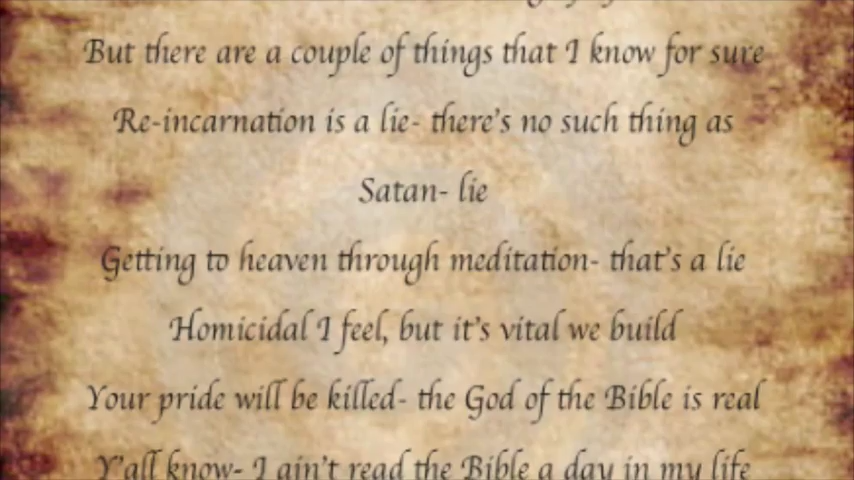 But there are a couple of things that I know for sure
Re-incarnation is a lie- there's no such thing as
Satan- lie
Getting to heaven through meditation- that's a lie
Homicidal I feel, but it's vital we build
Your pride will be killed- the God of the Bible is real
Y'all know- I ain't read the Bible a day in my life